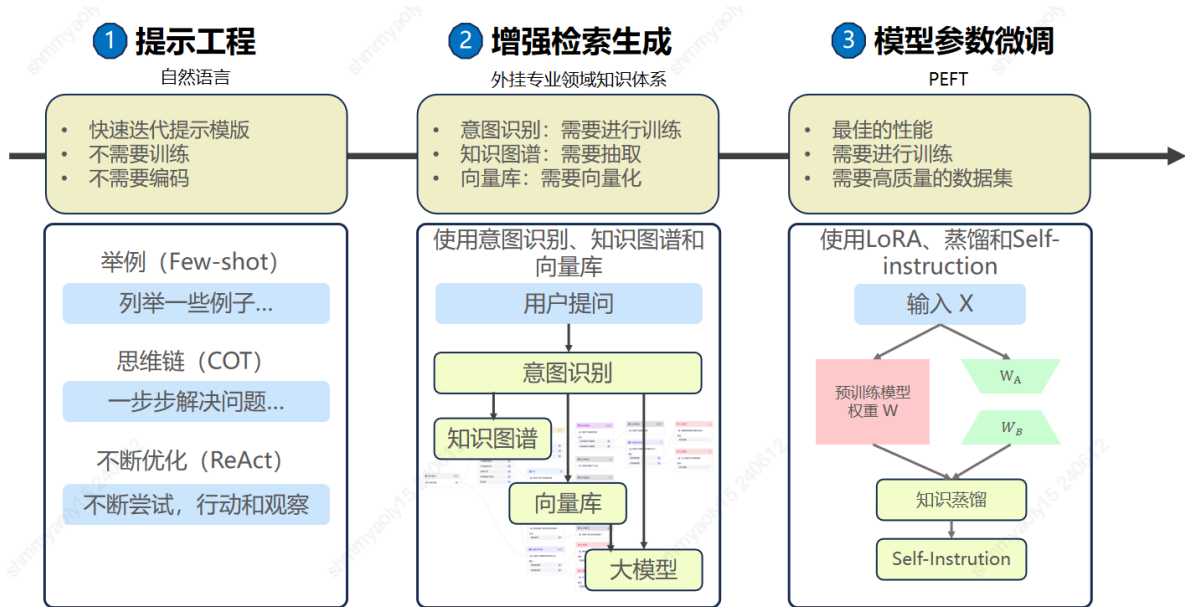 1 提示工程
自然语言
• 快速迭代提示模版
• 不需要训练
• 不需要编码
举例（Few-shot）
列举一些例子...
思维链（COT）
一步步解决问题...
不断优化（ReAct）
不断尝试，行动和观察
2 增强检索生成
外挂专业领域知识体系
• 意图识别：需要进行训练
• 知识图谱：需要抽取
• 向量库：需要向量化
使用意图识别、知识图谱和
向量库
用户提问
意图识别
知识图谱
向量库
大模型
3 模型参数微调
PEFT
• 最佳的性能
• 需要进行训练
• 需要高质量的数据集
使用LoRA、蒸馏和Self-
instruction
输入 X
预训练模型
权重 W
W_A
W_B
知识蒸馏
Self-Instrution
shmmyaoly15 240612